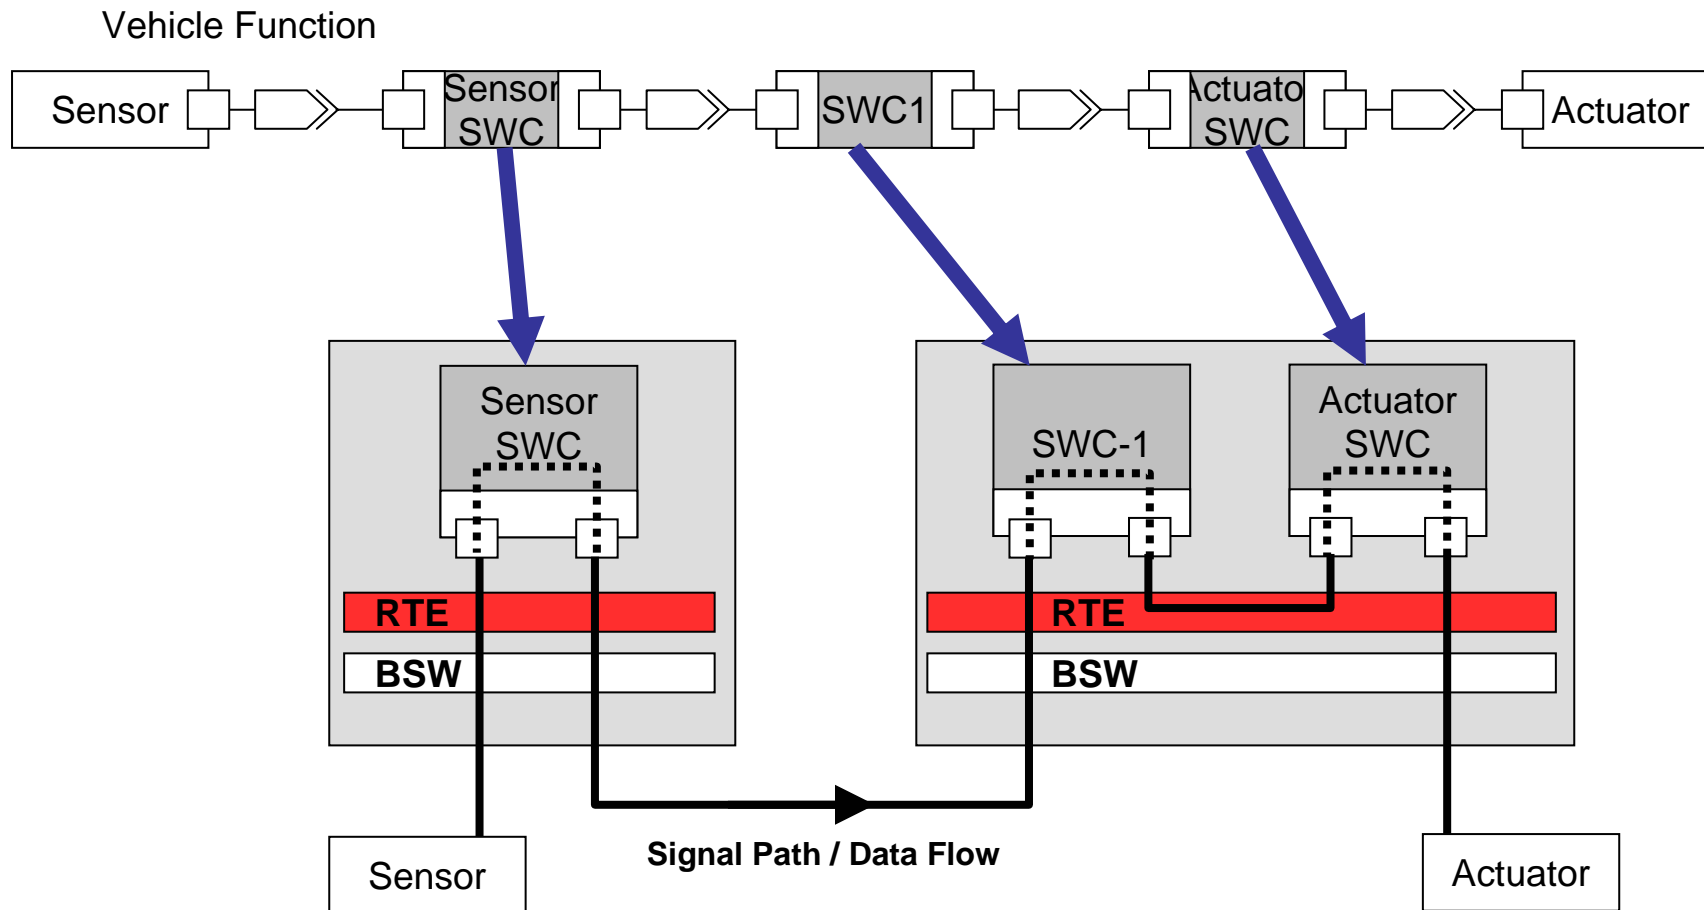 Vehicle Function
Sensor
Sensor
SWC
SWC1
Actuator
SWC
Actuator
Sensor
SWC
SWC-1
Actuator
SWC
RTE
BSW
RTE
BSW
Signal Path / Data Flow
Sensor
Actuator